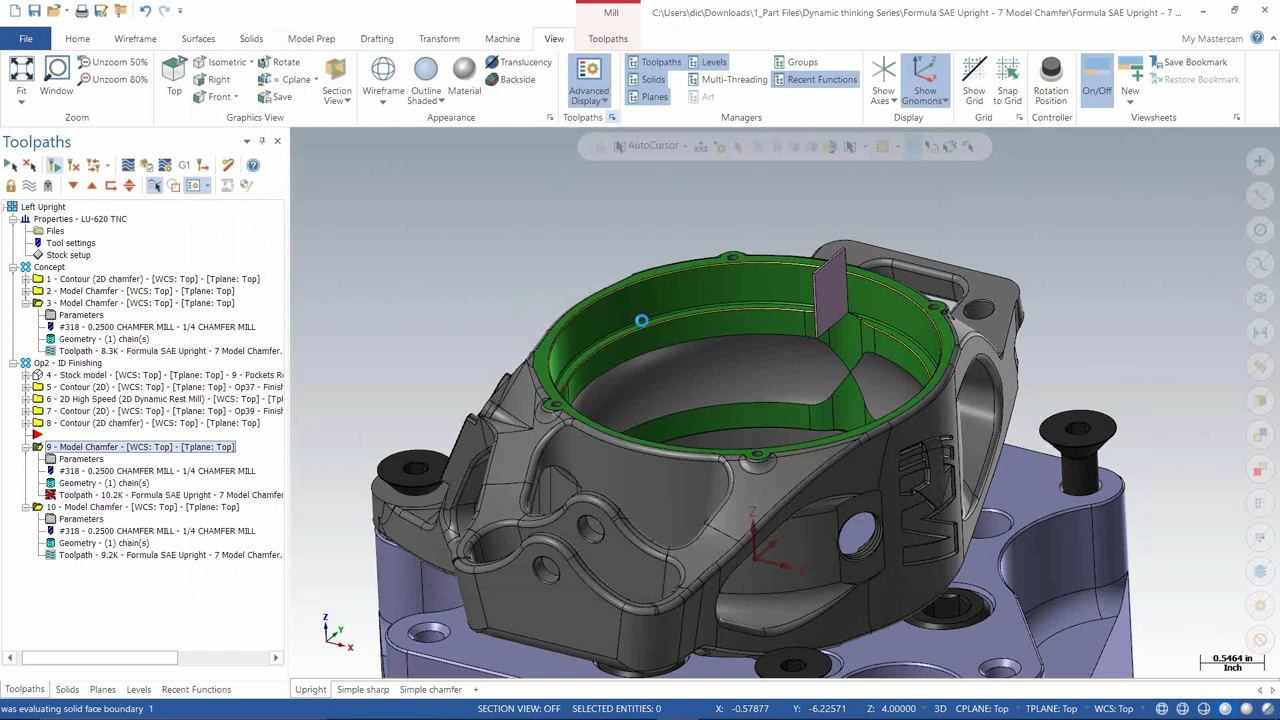 Mill
C:\Users\dic\Downloads\1_Part Files\Dynamic thinking Series\Formula SAE Upright - 7 Model Chamfer\Formula SAE Upright - 7 ...
File Home Wireframe Surfaces Solids Model Prep Drafting Transform Machine View Toolpaths My Mastercam
Fit Window Unzoom 50% Unzoom 80% Zoom
Top Isometric Right Front Rotate = Cplane Save Section View Graphics View
Wireframe Outline Shaded Material Translucency Backside Appearance
Advanced Display Toolpaths
Toolpaths Solids Planes Levels Multi-Threading Art Groups Recent Functions Managers
Show Axes Show Gnomons Display
Show Grid Snap to Grid Grid
Rotation Position Controller
On/Off New Save Bookmark Restore Bookmark Viewsheets
Toolpaths
AutoCursor
G1
Left Upright
Properties - LU-620 TNC
Files
Tool settings
Stock setup
Concept
1 - Contour (2D chamfer) - [WCS: Top] - [Tplane: Top]
2 - Model Chamfer - [WCS: Top] - [Tplane: Top]
3 - Model Chamfer - [WCS: Top] - [Tplane: Top]
Parameters
#318 - 0.2500 CHAMFER MILL - 1/4 CHAMFER MILL
Geometry - (1) chain(s)
Toolpath - 8.3K - Formula SAE Upright - 7 Model Chamfer.
Op2 - ID Finishing
4 - Stock model - [WCS: Top] - [Tplane: Top] - 9 - Pockets R
5 - Contour (2D) - [WCS: Top] - [Tplane: Top] - Op37 - Finish
6 - 2D High Speed (2D Dynamic Rest Mill) - [WCS: Top] - [Tpl
7 - Contour (2D) - [WCS: Top] - [Tplane: Top] - Op39 - Finish
8 - Contour (2D chamfer) - [WCS: Top] - [Tplane: Top]
9 - Model Chamfer - [WCS: Top] - [Tplane: Top]
Parameters
#318 - 0.2500 CHAMFER MILL - 1/4 CHAMFER MILL
Geometry - (1) chain(s)
Toolpath - 10.2K - Formula SAE Upright - 7 Model Chamfe
10 - Model Chamfer - [WCS: Top] - [Tplane: Top]
Parameters
#318 - 0.2500 CHAMFER MILL - 1/4 CHAMFER MILL
Geometry - (1) chain(s)
Toolpath - 9.2K - Formula SAE Upright - 7 Model Chamfer.
Z
X
Z
Y
X
0.5464 in
Inch
Toolpaths Solids Planes Levels Recent Functions
Upright Simple sharp Simple chamfer +
was evaluating solid face boundary 1
SECTION VIEW: OFF SELECTED ENTITIES: 0 X: -0.57877 Y: -6.22571 Z: 4.00000 3D CPLANE: Top TPLANE: Top WCS: Top